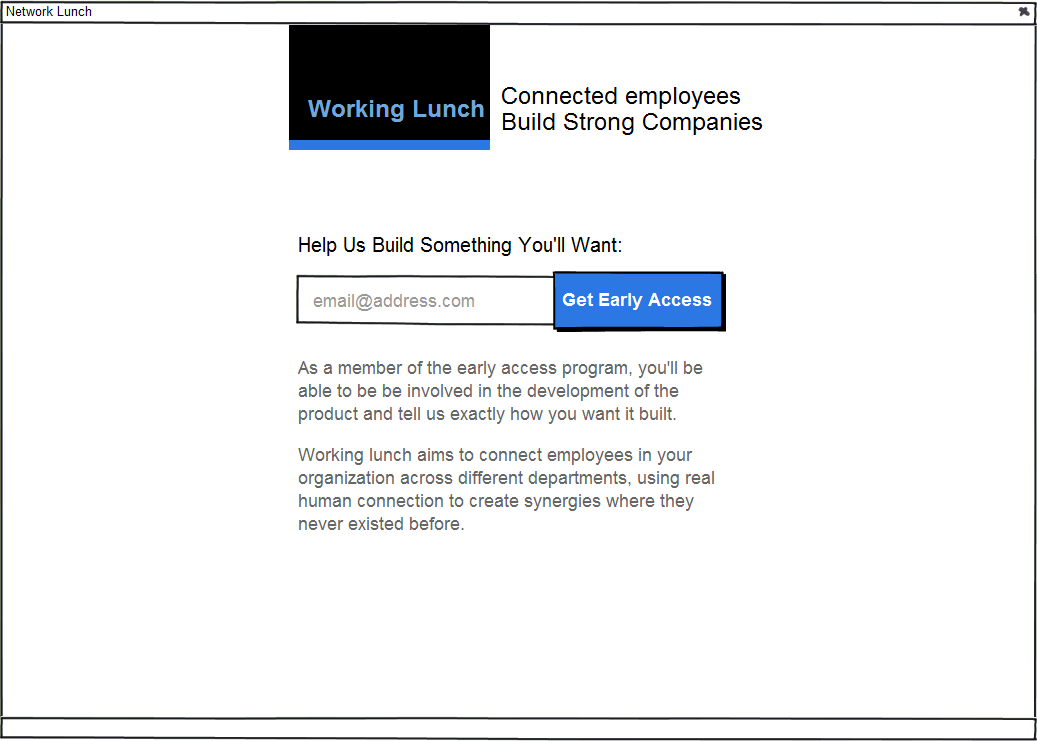 Network Lunch
Working Lunch
Connected employees
Build Strong Companies
Help Us Build Something You'll Want:
email@address.com
Get Early Access
As a member of the early access program, you'll be
able to be be involved in the development of the
product and tell us exactly how you want it built.
Working lunch aims to connect employees in your
organization across different departments, using real
human connection to create synergies where they
never existed before.